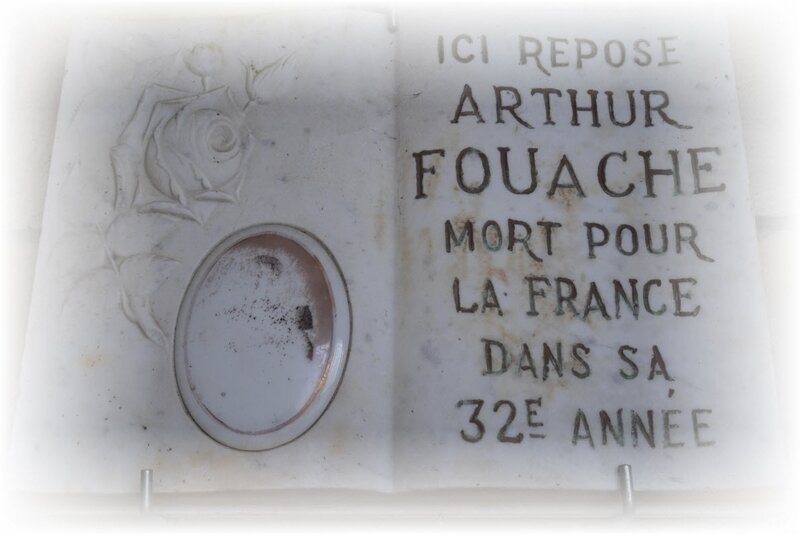 ICI REPOSE
ARTHUR
FOUACHE
MORT POUR
LA FRANCE
DANS SA
32E ANNÉE